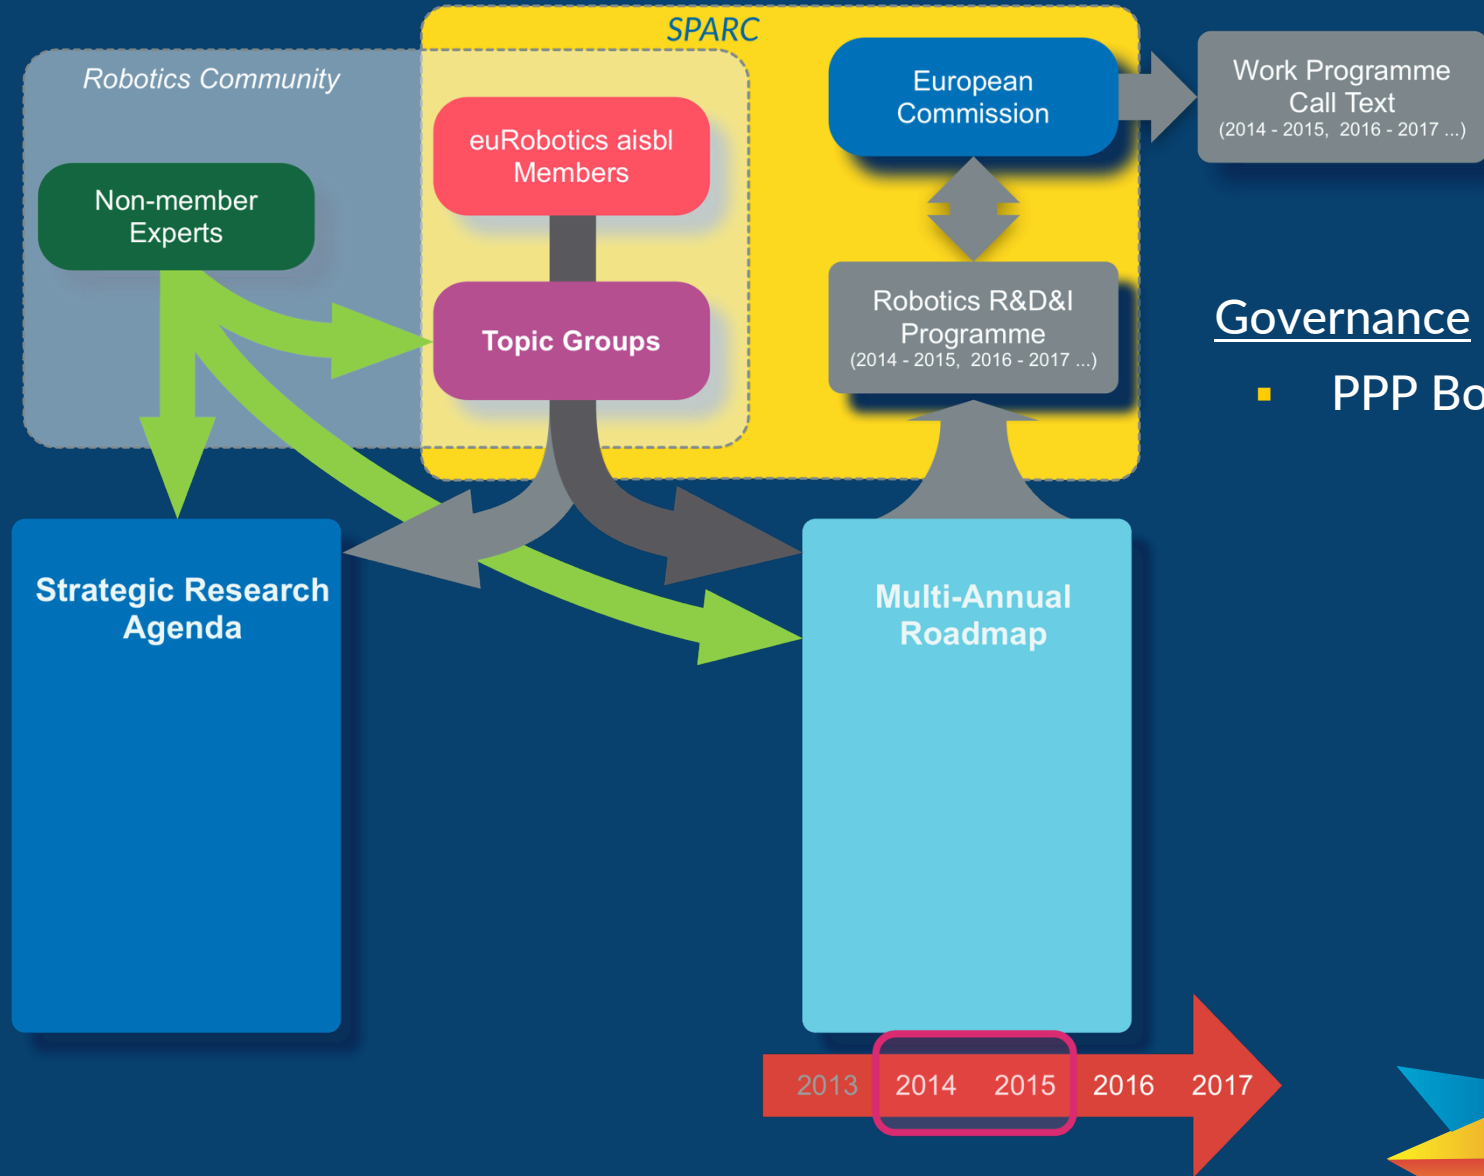 SPARC
Robotics Community
European
Commission
Work Programme
Call Text
(2014 - 2015, 2016 - 2017 ...)
euRobotics aisbl
Members
Non-member
Experts
Robotics R&D&I
Programme
(2014 - 2015, 2016 - 2017 ...)
Topic Groups
Governance
PPP
Strategic Research
Agenda
Multi-Annual
Roadmap
2013 2014 2015 2016 2017